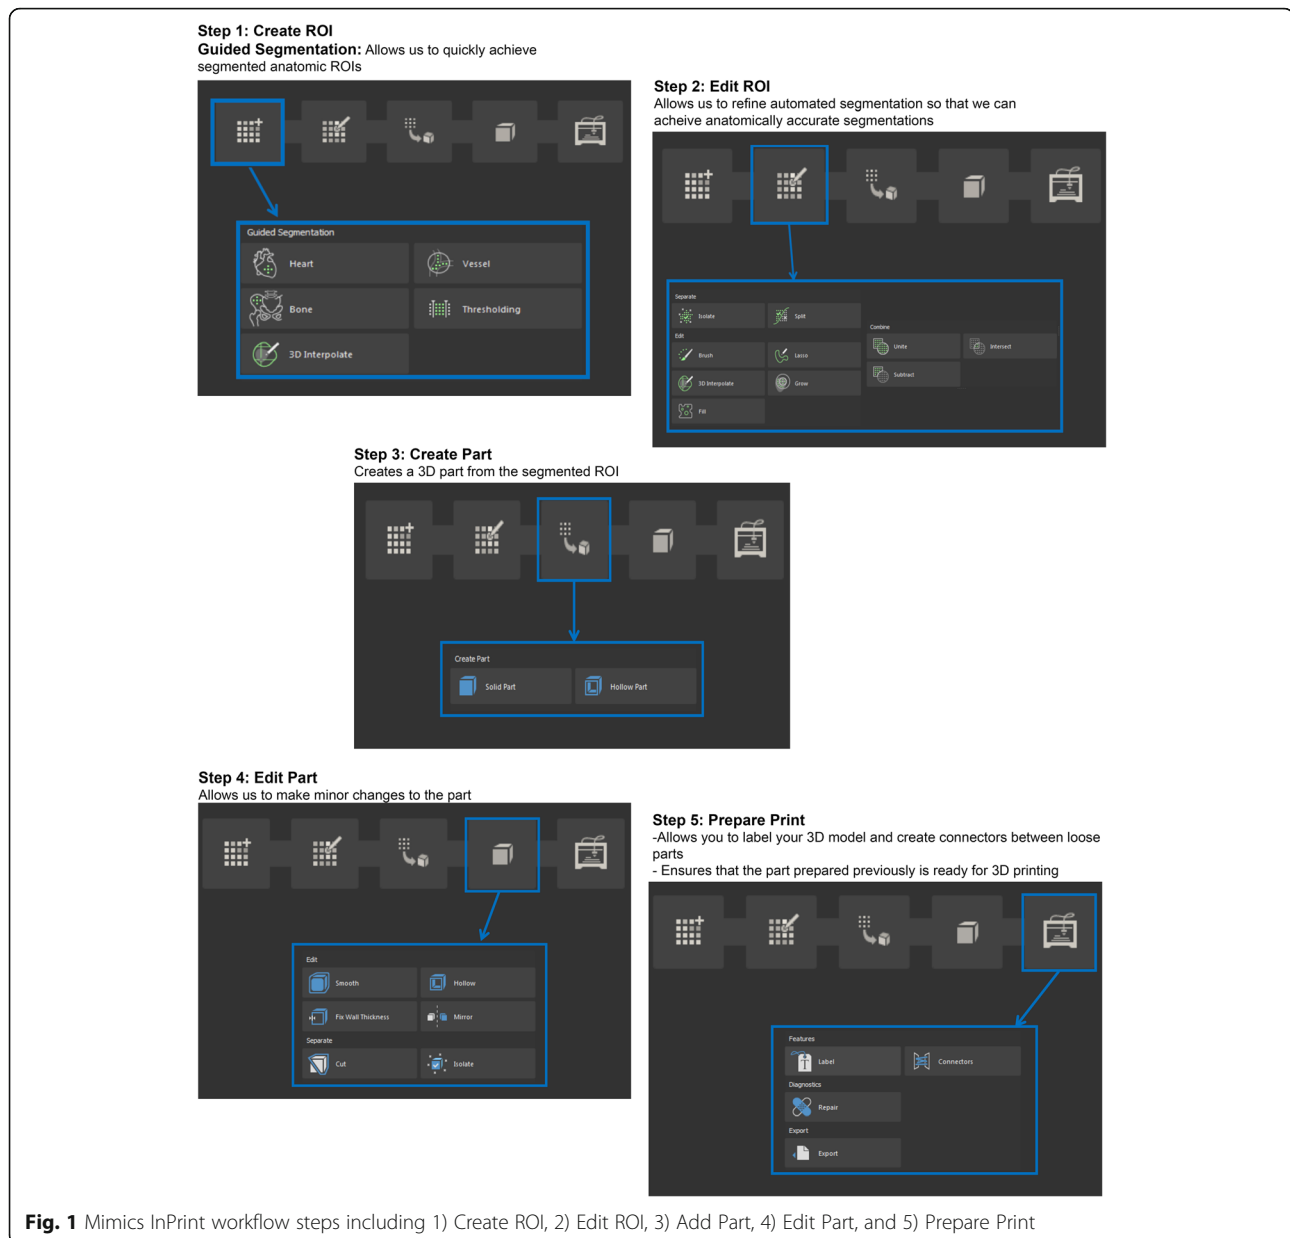 Step 1: Create ROI
Guided Segmentation: Allows us to quickly achieve
segmented anatomic ROIs
Guided Segmentation
Heart
Vessel
Bone
Thresholding
3D Interpolate
Step 2: Edit ROI
Allows us to refine automated segmentation so that we can
acheive anatomically accurate segmentations
Separate
Isolate
Split
Edit
Brush
Lasso
3D Interpolate
Grow
Fill
Combine
Unite
Intersect
Subtract
Step 3: Create Part
Creates a 3D part from the segmented ROI
Create Part
Solid Part
Hollow Part
Step 4: Edit Part
Allows us to make minor changes to the part
Edit
Smooth
Hollow
Fix Wall Thickness
Mirror
Separate
Cut
Isolate
Step 5: Prepare Print
-Allows you to label your 3D model and create connectors between loose
parts
- Ensures that the part prepared previously is ready for 3D printing
Features
Label
Connectors
Diagnostics
Repair
Export
Export
Fig. 1 Mimics InPrint workflow steps including 1) Create ROI, 2) Edit ROI, 3) Add Part, 4) Edit Part, and 5) Prepare Print